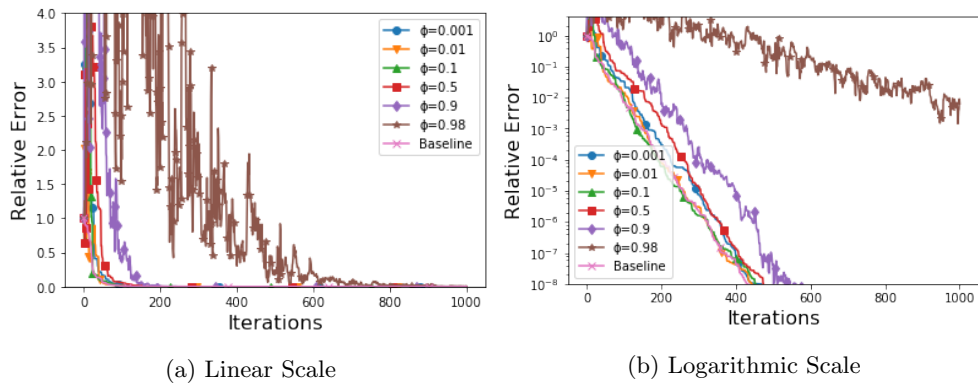 4.0
3.5
3.0
2.5
2.0
1.5
1.0
0.5
0.0
Relative Error
0
200
400
600
800
1000
Iterations
ϕ=0.001
ϕ=0.01
ϕ=0.1
ϕ=0.5
ϕ=0.9
ϕ=0.98
Baseline
(a) Linear Scale
10⁰
10⁻¹
10⁻²
10⁻³
10⁻⁴
10⁻⁵
10⁻⁶
10⁻⁷
10⁻⁸
Relative Error
0
200
400
600
800
1000
Iterations
ϕ=0.001
ϕ=0.01
ϕ=0.1
ϕ=0.5
ϕ=0.9
ϕ=0.98
Baseline
(b) Logarithmic Scale